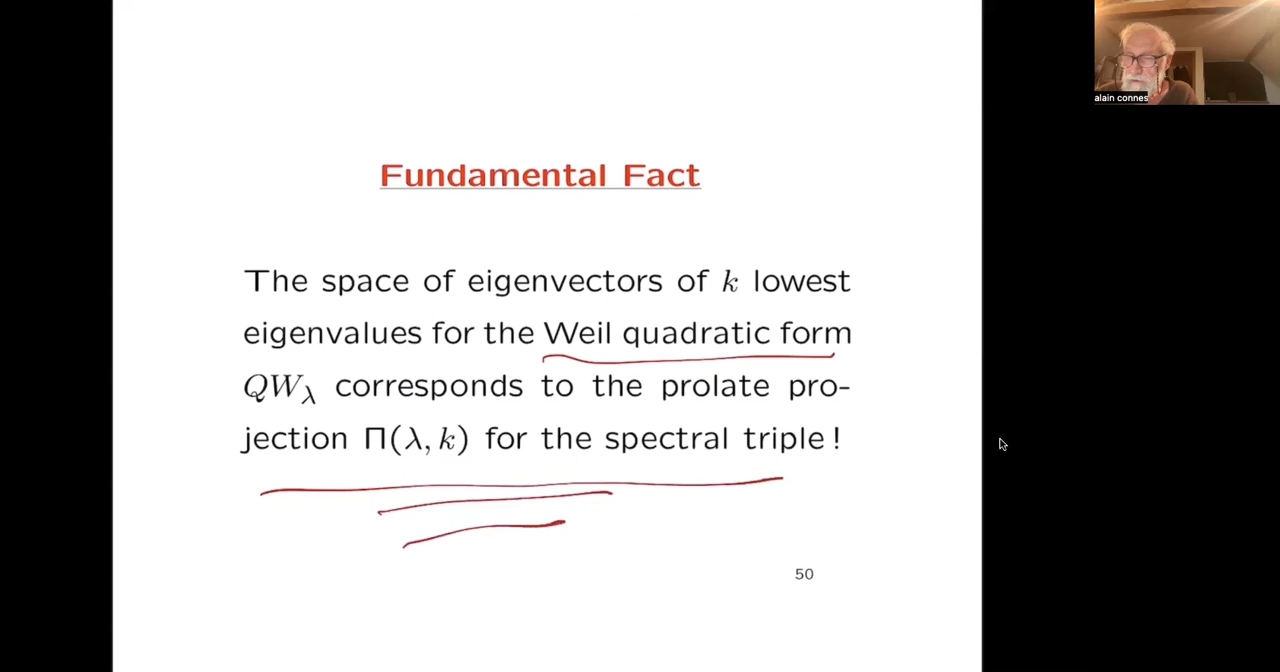 alain connes
Fundamental Fact
The space of eigenvectors of k lowest
eigenvalues for the Weil quadratic form
QW_λ corresponds to the prolate pro-
jection Π(λ, k) for the spectral triple !
50